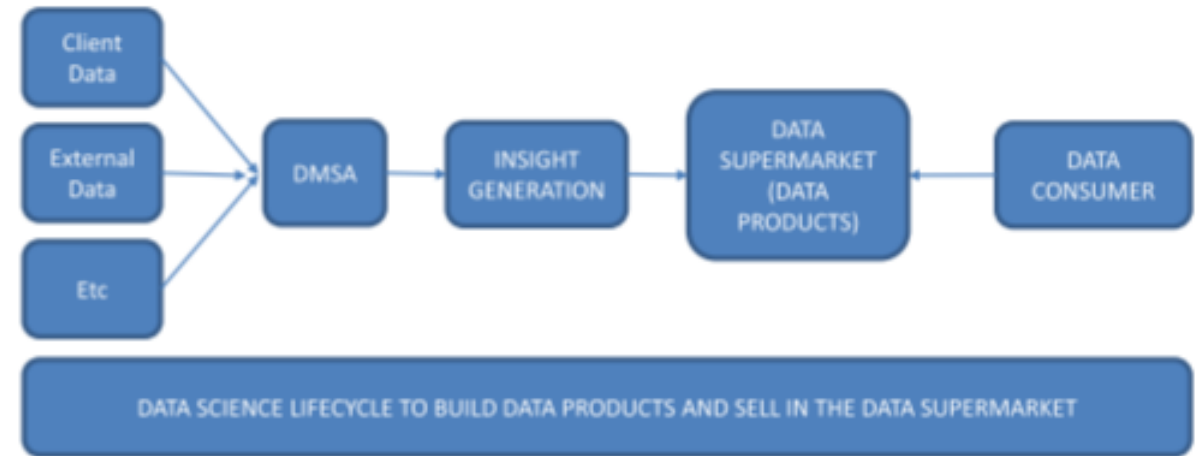 Client
Data
External
Data
Etc
DMSA
INSIGHT
GENERATION
DATA
SUPERMARKET
(DATA
PRODUCTS)
DATA
CONSUMER
DATA SCIENCE LIFECYCLE TO BUILD DATA PRODUCTS AND SELL IN THE DATA SUPERMARKET